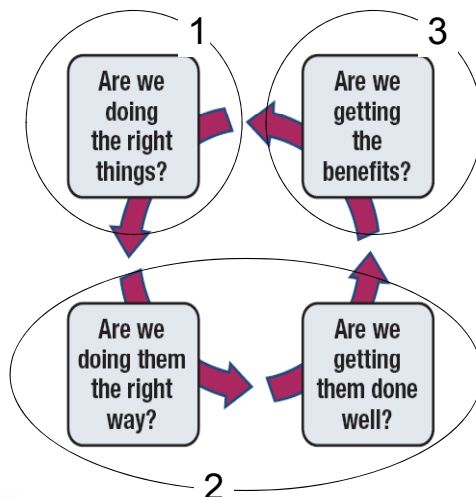 1
Are we
doing
the right
things?
3
Are we
getting
the
benefits?
Are we
doing them
the right
way?
Are we
getting
them done
well?
2